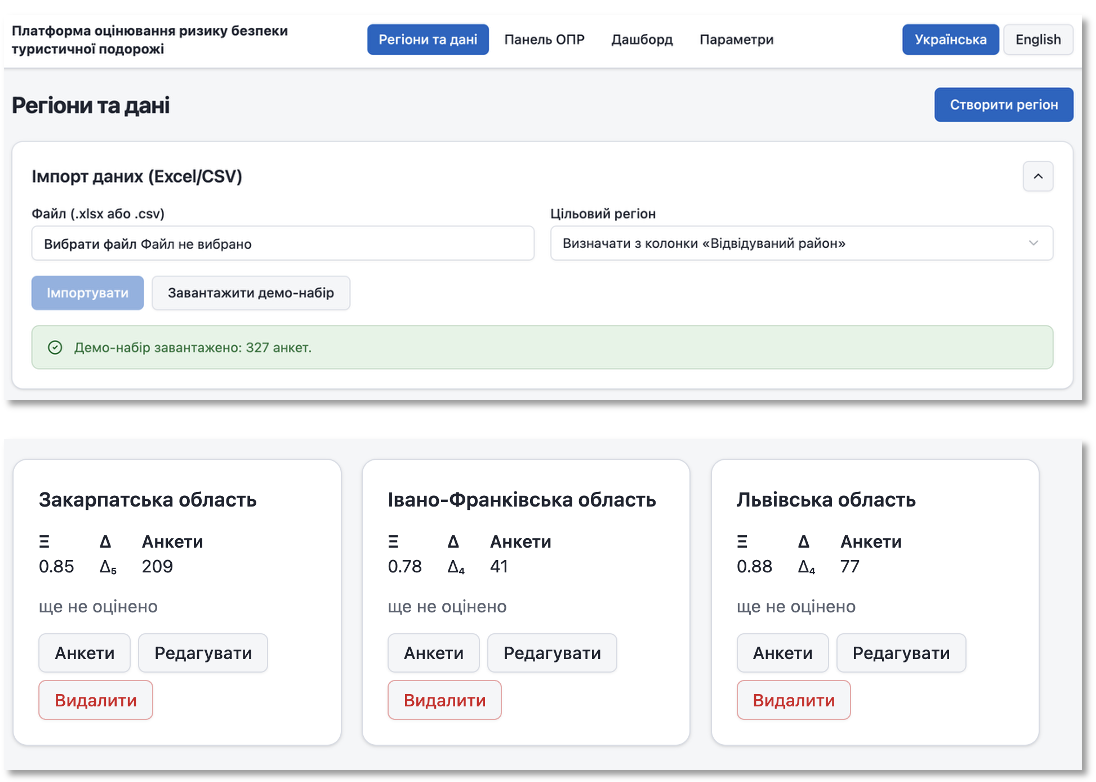 Платформа оцінювання ризику безпеки
туристичної подорожі
Регіони та дані
Панель ОПР
Дашборд
Параметри
Українська
English
Регіони та дані
Створити регіон
Імпорт даних (Excel/CSV)
Файл (.xlsx або .csv)
Цільовий регіон
Вибрати файл Файл не вибрано
Визначати з колонки «Відвідуваний район»
Імпортувати
Завантажити демо-набір
Демо-набір завантажено: 327 анкет.
Закарпатська область
Ξ Δ Анкети
0.85 Δ₅ 209
ще не оцінено
Анкети
Редагувати
Видалити
Івано-Франківська область
Ξ Δ Анкети
0.78 Δ₄ 41
ще не оцінено
Анкети
Редагувати
Видалити
Львівська область
Ξ Δ Анкети
0.88 Δ₄ 77
ще не оцінено
Анкети
Редагувати
Видалити